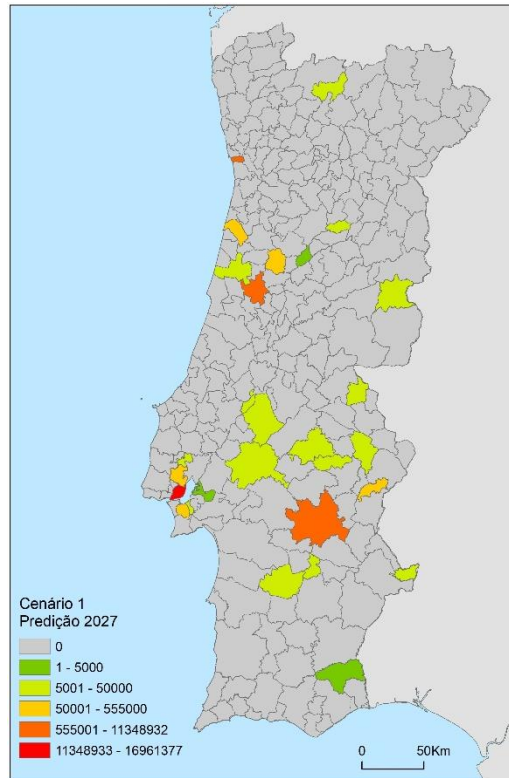 Cenário 1
Predição 2027
0
1 - 5000
5001 - 50000
50001 - 555000
555001 - 11348932
11348933 - 16961377
0 50Km